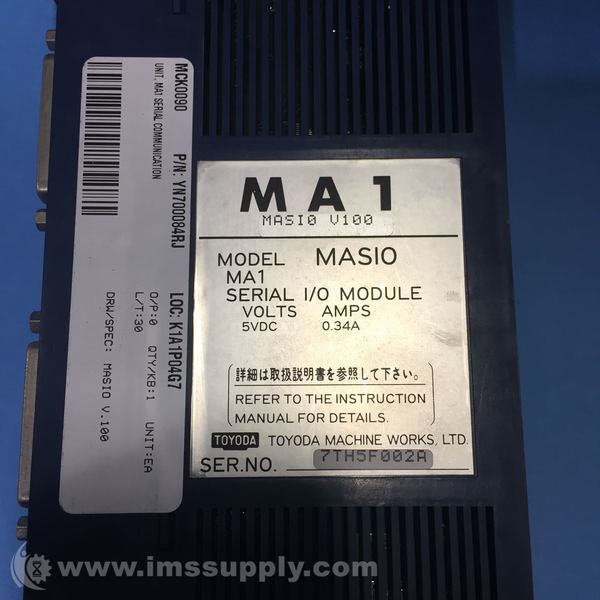 MCK0090 P/N: YN700084RJ LOC: K1A1P04G7
UNIT, MA1 SERIAL COMMUNICATION
O/P:0 QTY/KB:1 UNIT:EA
L/T:30
DRW/SPEC: MASIO V.100
MA1
MASIO V100
MODEL MASIO
MA1
SERIAL I/O MODULE
VOLTS AMPS
5VDC 0.34A
(詳細は取扱説明書を参照して下さい。)
REFER TO THE INSTRUCTION
MANUAL FOR DETAILS.
TOYODA TOYODA MACHINE WORKS, LTD.
SER.NO. 7TH5F002A
www.imssupply.com